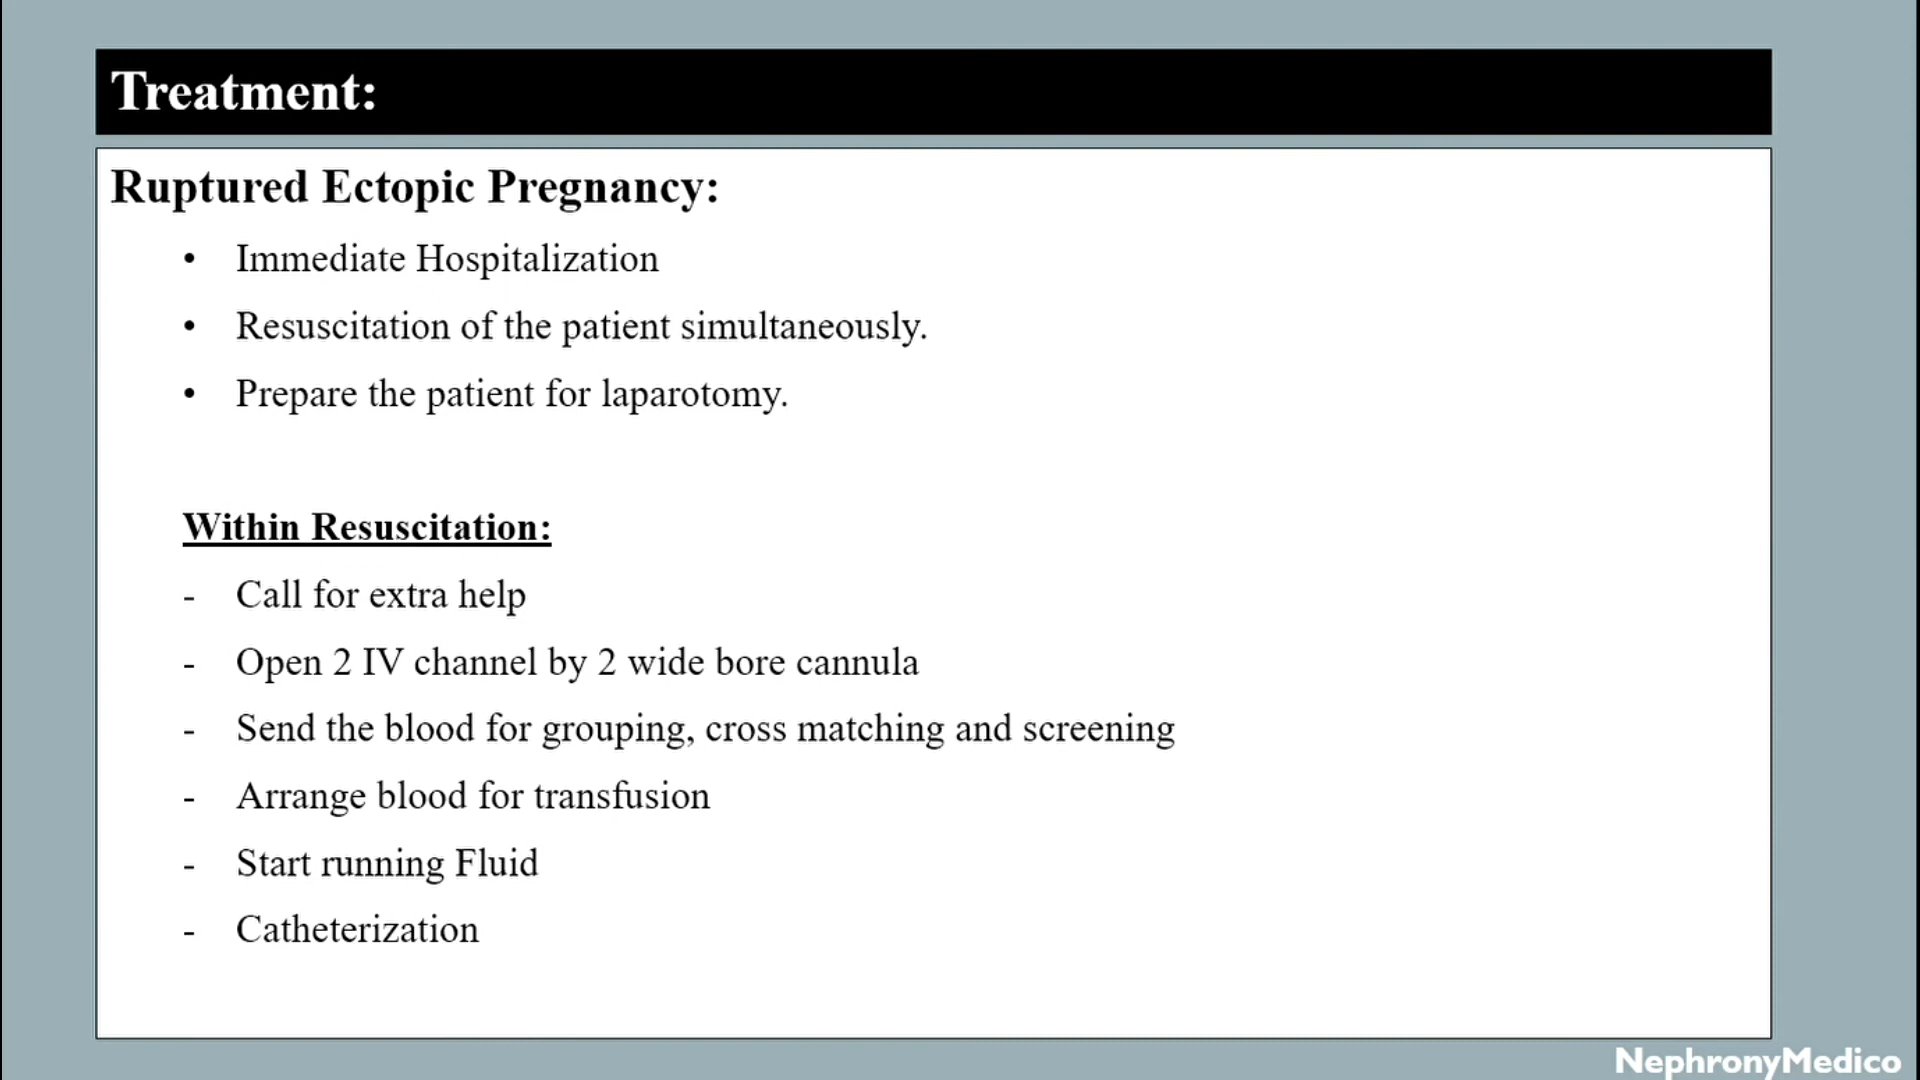 Treatment:
Ruptured Ectopic Pregnancy:
• Immediate Hospitalization
• Resuscitation of the patient simultaneously.
• Prepare the patient for laparotomy.
Within Resuscitation:
- Call for extra help
- Open 2 IV channel by 2 wide bore cannula
- Send the blood for grouping, cross matching and screening
- Arrange blood for transfusion
- Start running Fluid
- Catheterization
NephronyMedico